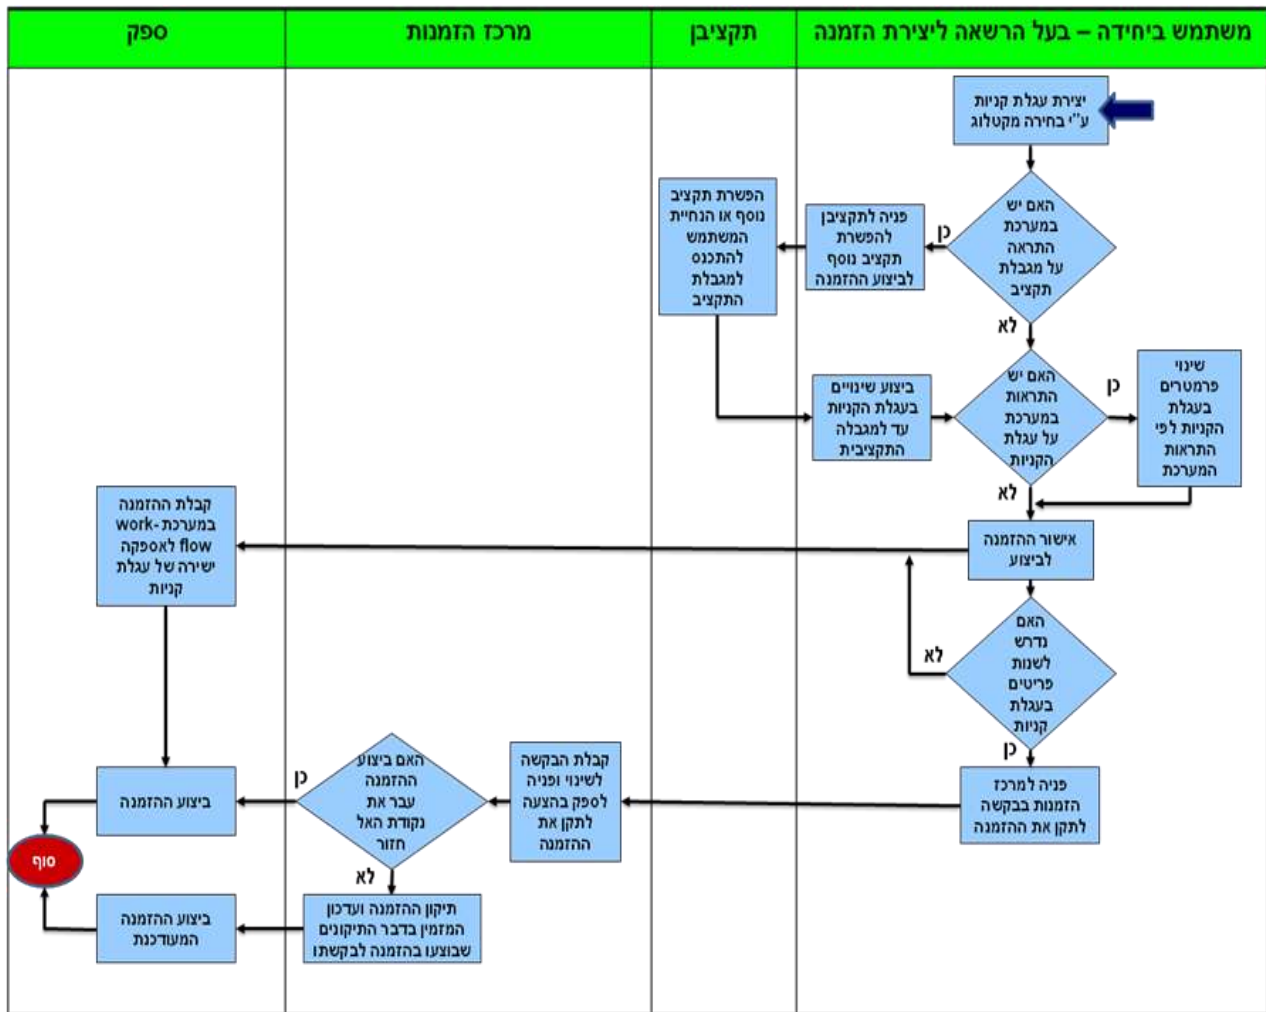 משתמש ביחידה – בעל הרשאה ליצירת הזמנה
תקציבן
מרכז הזמנות
ספק
יצירת עגלת קניות
ע"י בחירה מקטלוג
האם יש
במערכת
התראה
על מגבלת
תקציב
כן
פניה לתקציבן
להפשרת
תקציב נוסף
לביצוע ההזמנה
הפשרת תקציב
נוסף או הנחיית
המשתמש
להתכנס
למגבלת
התקציב
לא
ביצוע שינויים
בעגלת הקניות
עד למגבלה
התקציבית
האם יש
התראות
במערכת
על עגלת
הקניות
כן
שינוי
פרמטרים
בעגלת
הקניות לפי
התראות
המערכת
לא
אישור ההזמנה
לביצוע
קבלת ההזמנה
במערכת work-
flow לאספקה
ישירה של עגלת
קניות
האם
נדרש
לשנות
פריטים
בעגלת
קניות
לא
כן
פניה למרכז
הזמנות בבקשה
לתקן את ההזמנה
קבלת הבקשה
לשינוי ופניה
לספק בהצעה
לתקן את
ההזמנה
האם ביצוע
ההזמנה
עבר את
נקודת האל
חזור
כן
ביצוע ההזמנה
לא
תיקון ההזמנה ועדכון
המזמין בדבר התיקונים
שבוצעו בהזמנה לבקשתו
ביצוע ההזמנה
המעודכנת
סוף